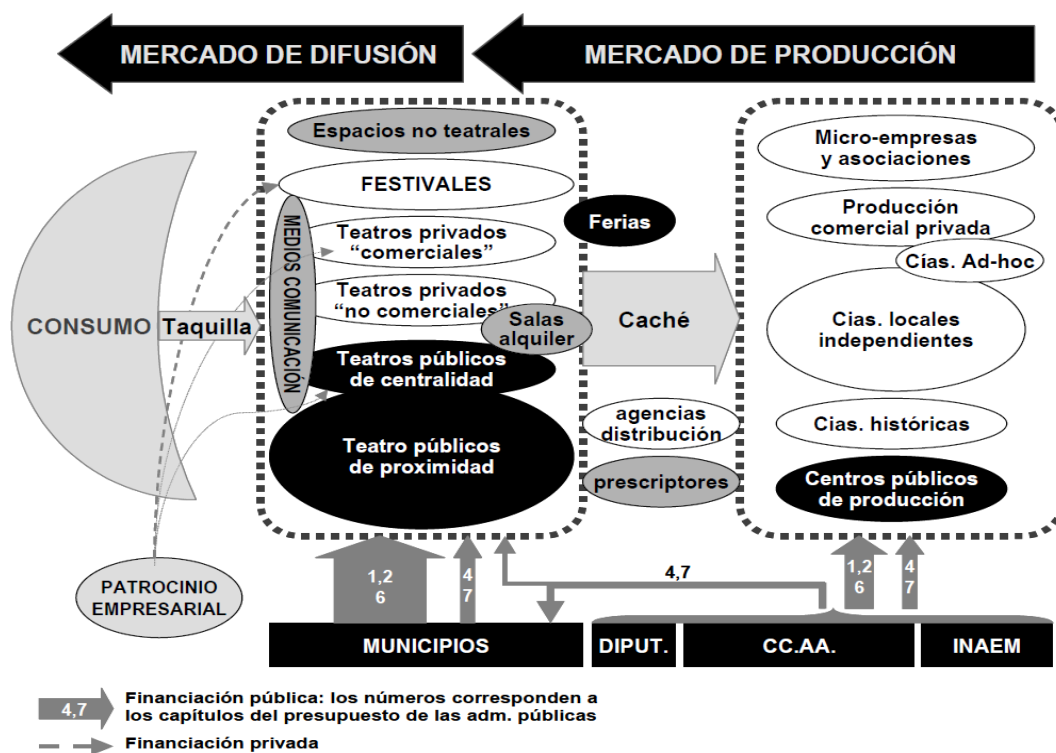 MERCADO DE DIFUSIÓN
MERCADO DE PRODUCCIÓN
CONSUMO
Taquilla
MEDIOS COMUNICACIÓN
Espacios no teatrales
FESTIVALES
Teatros privados
“comerciales”
Teatros privados
“no comerciales”
Salas
alquiler
Teatros públicos
de centralidad
Teatro públicos
de proximidad
Ferias
Caché
agencias
distribución
prescriptores
Micro-empresas
y asociaciones
Producción
comercial privada
Cías. Ad-hoc
Cias. locales
independientes
Cias. históricas
Centros públicos
de producción
PATROCINIO
EMPRESARIAL
1,2
6
4
7
4,7
1,2
6
4
7
MUNICIPIOS
DIPUT.
CC.AA.
INAEM
4,7
Financiación pública: los números corresponden a
los capítulos del presupuesto de las adm. públicas
Financiación privada